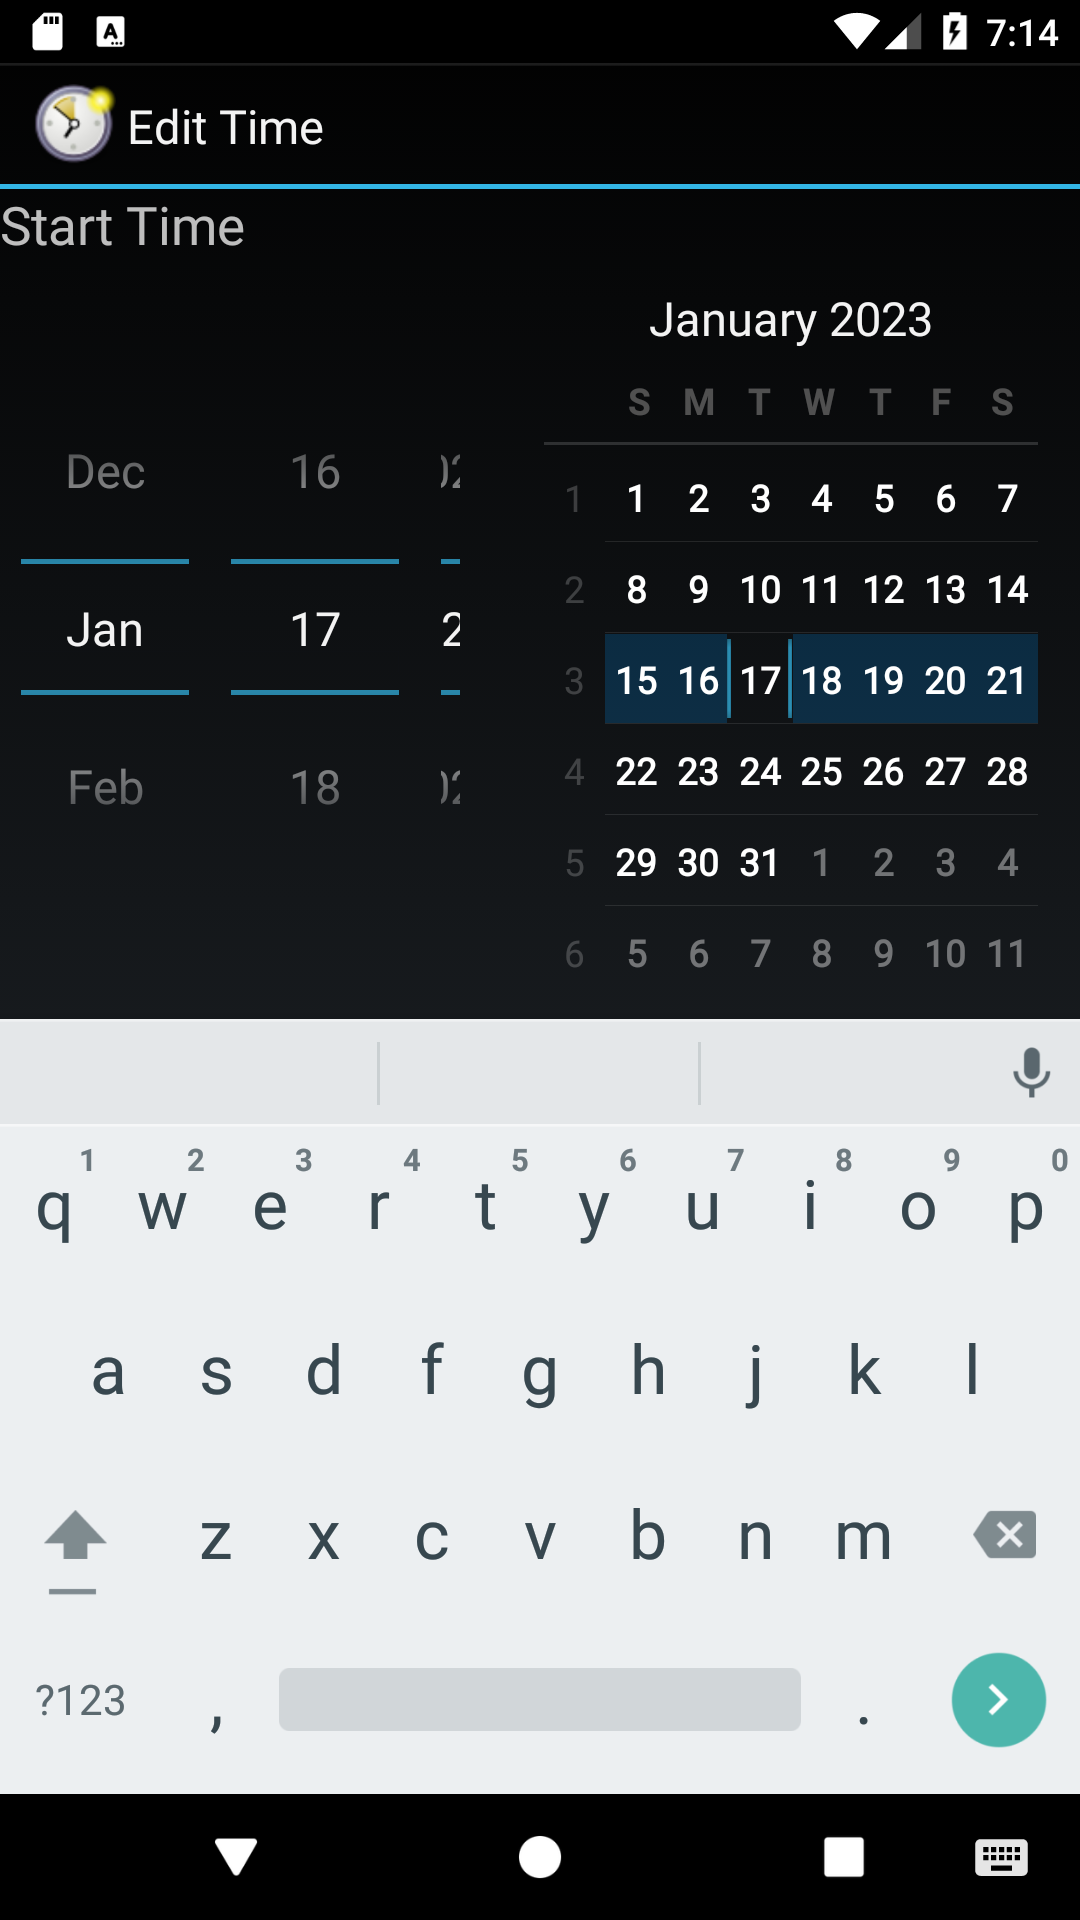 7:14
Edit Time
Start Time
January 2023
S M T W T F S
Dec 16
1 1 2 3 4 5 6 7
2 8 9 10 11 12 13 14
Jan 17 2
3 15 16 17 18 19 20 21
Feb 18
4 22 23 24 25 26 27 28
5 29 30 31 1 2 3 4
6 5 6 7 8 9 10 11
1 2 3 4 5 6 7 8 9 0
q w e r t y u i o p
a s d f g h j k l
z x c v b n m
?123 , .